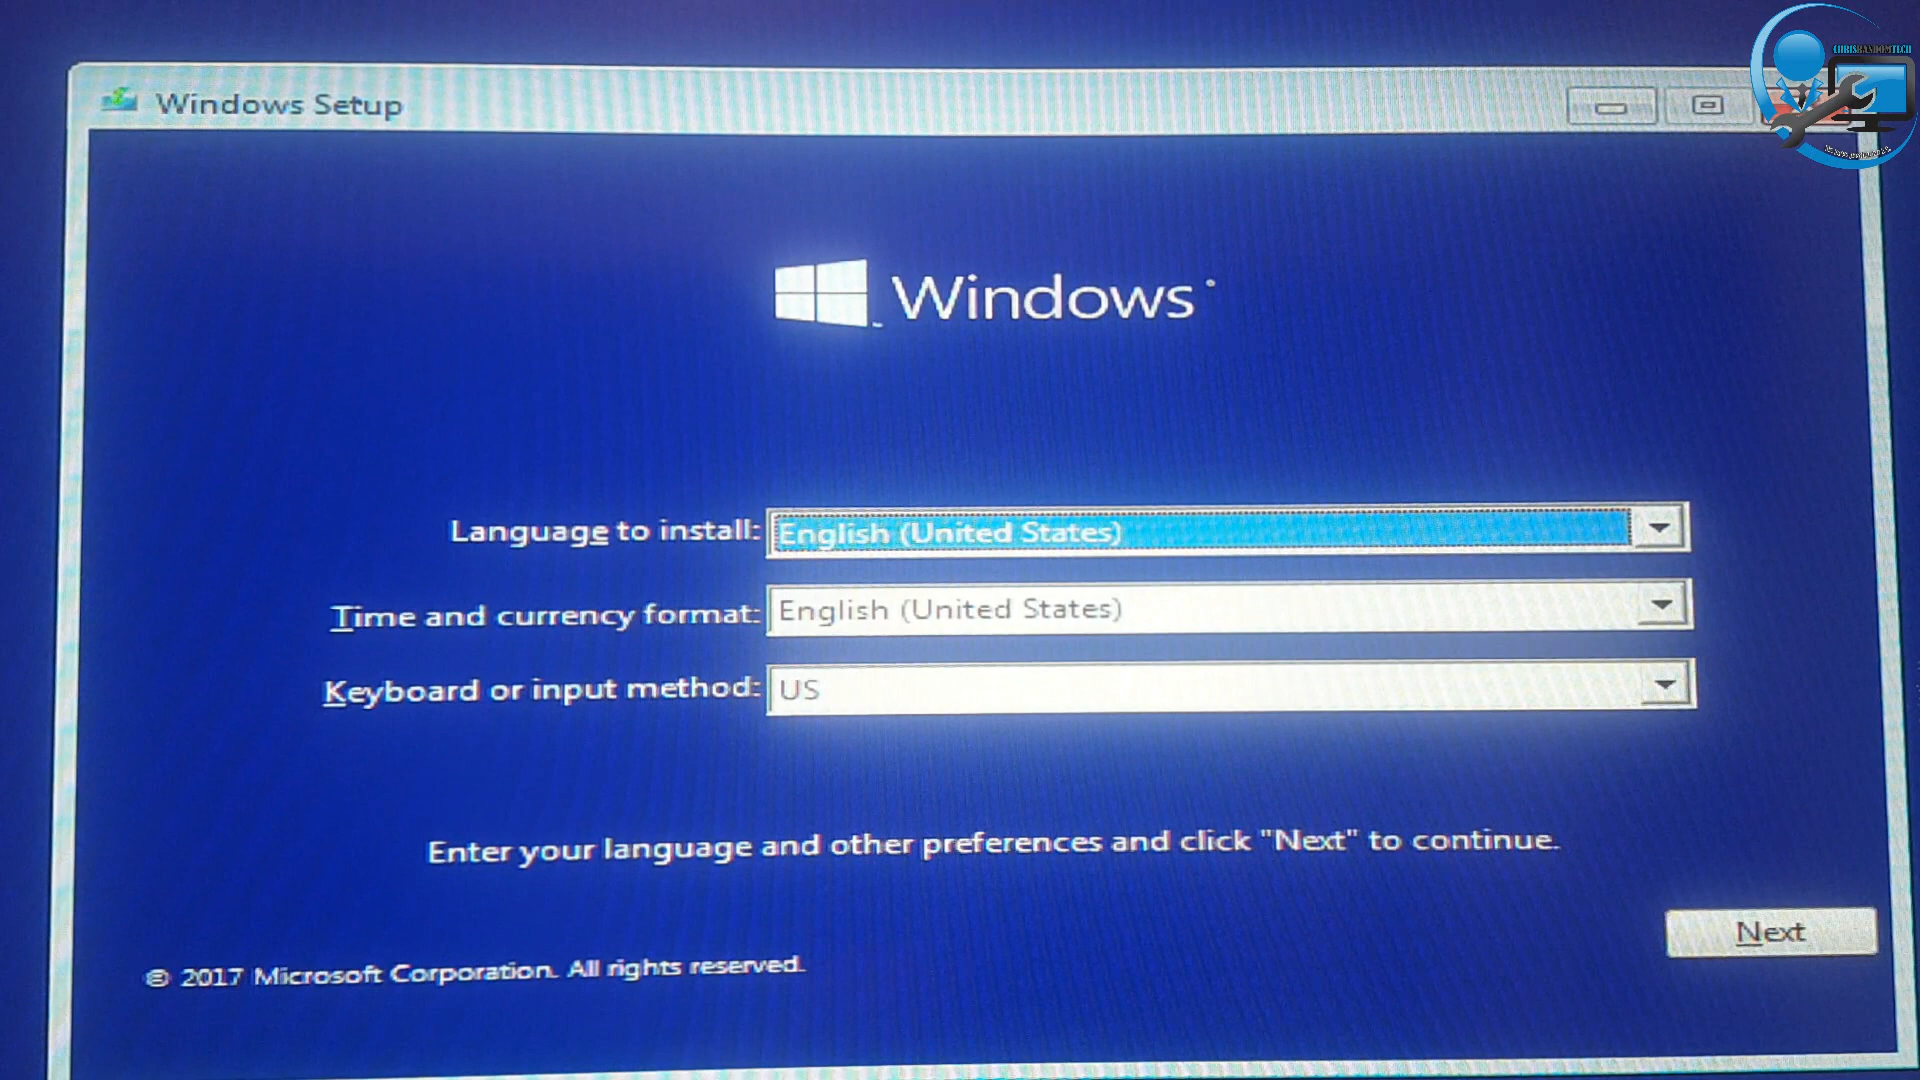 CHRISRANDOMTECH
Windows Setup
Windows
Language to install: English (United States)
Time and currency format: English (United States)
Keyboard or input method: US
Enter your language and other preferences and click "Next" to continue.
Next
© 2017 Microsoft Corporation. All rights reserved.